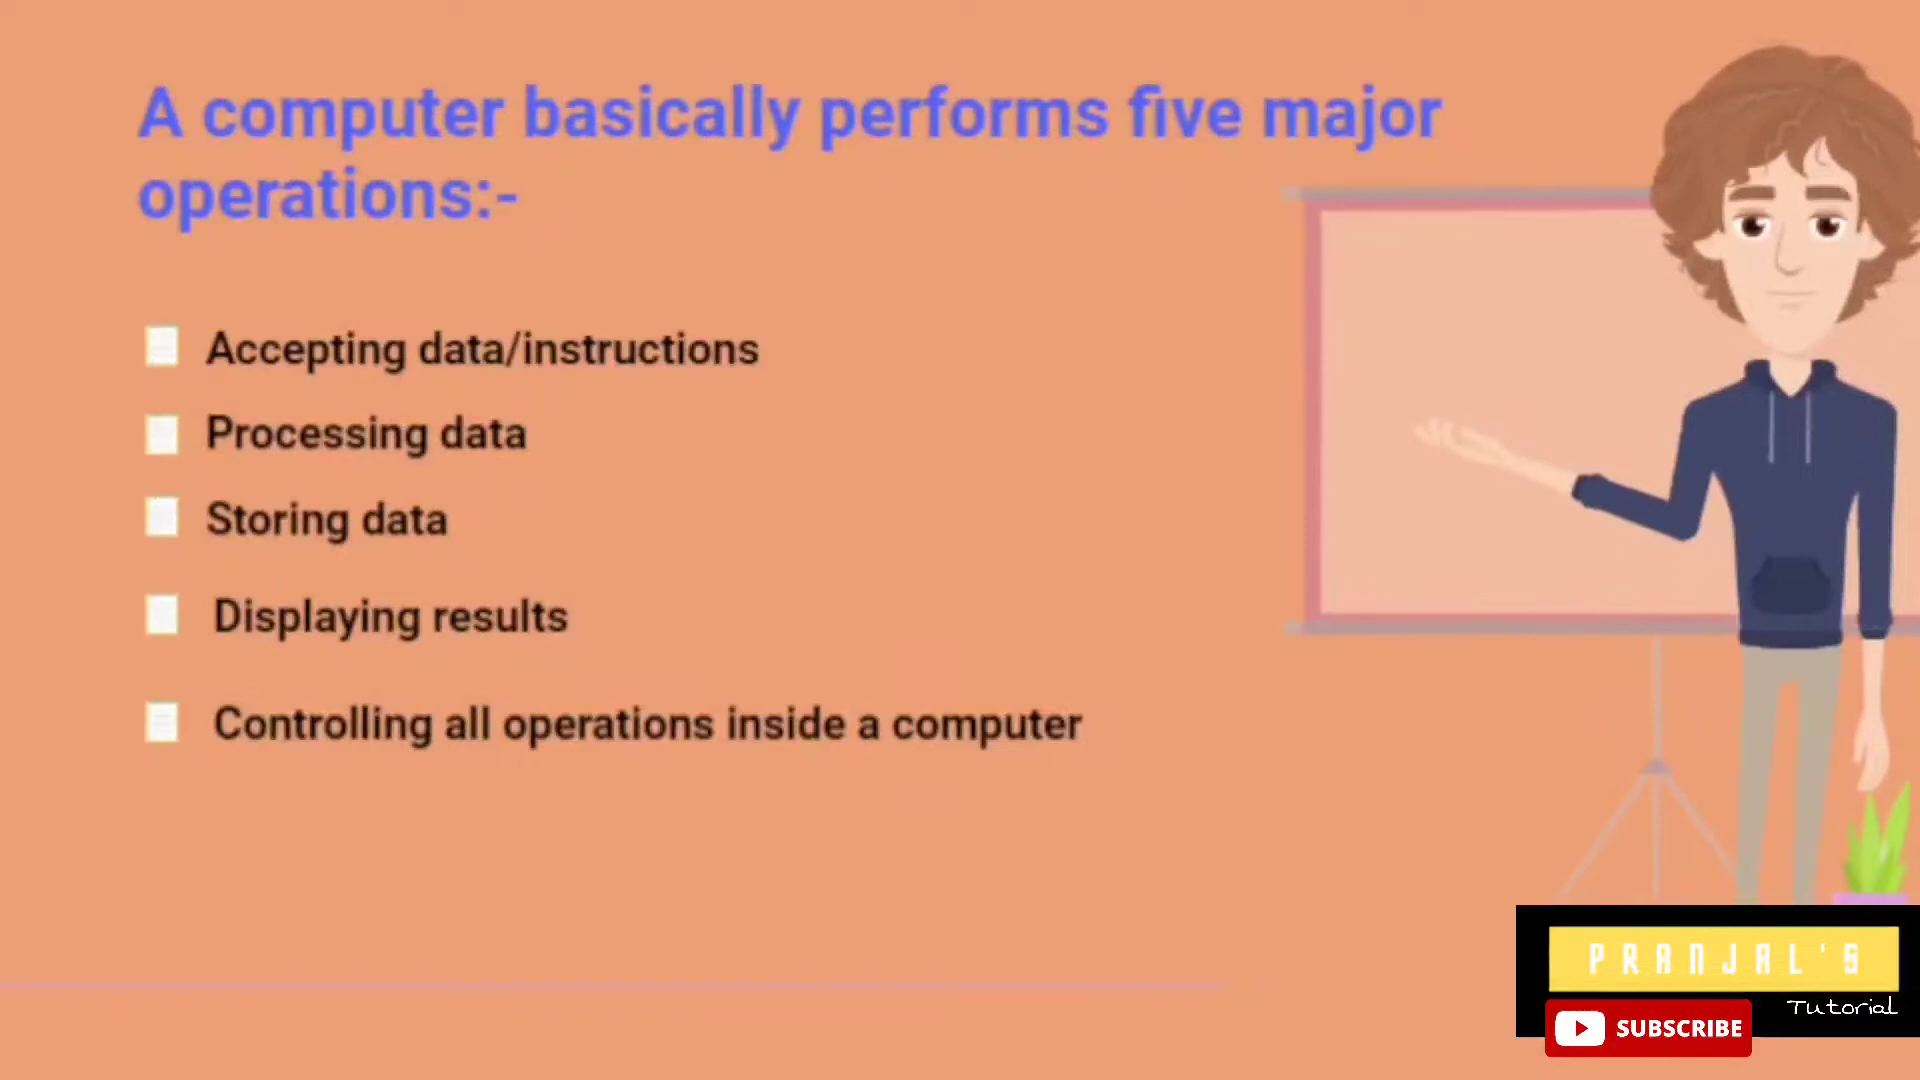 A computer basically performs five major
operations:-
Accepting data/instructions
Processing data
Storing data
Displaying results
Controlling all operations inside a computer
PRANJAL'S
Tutorial
SUBSCRIBE